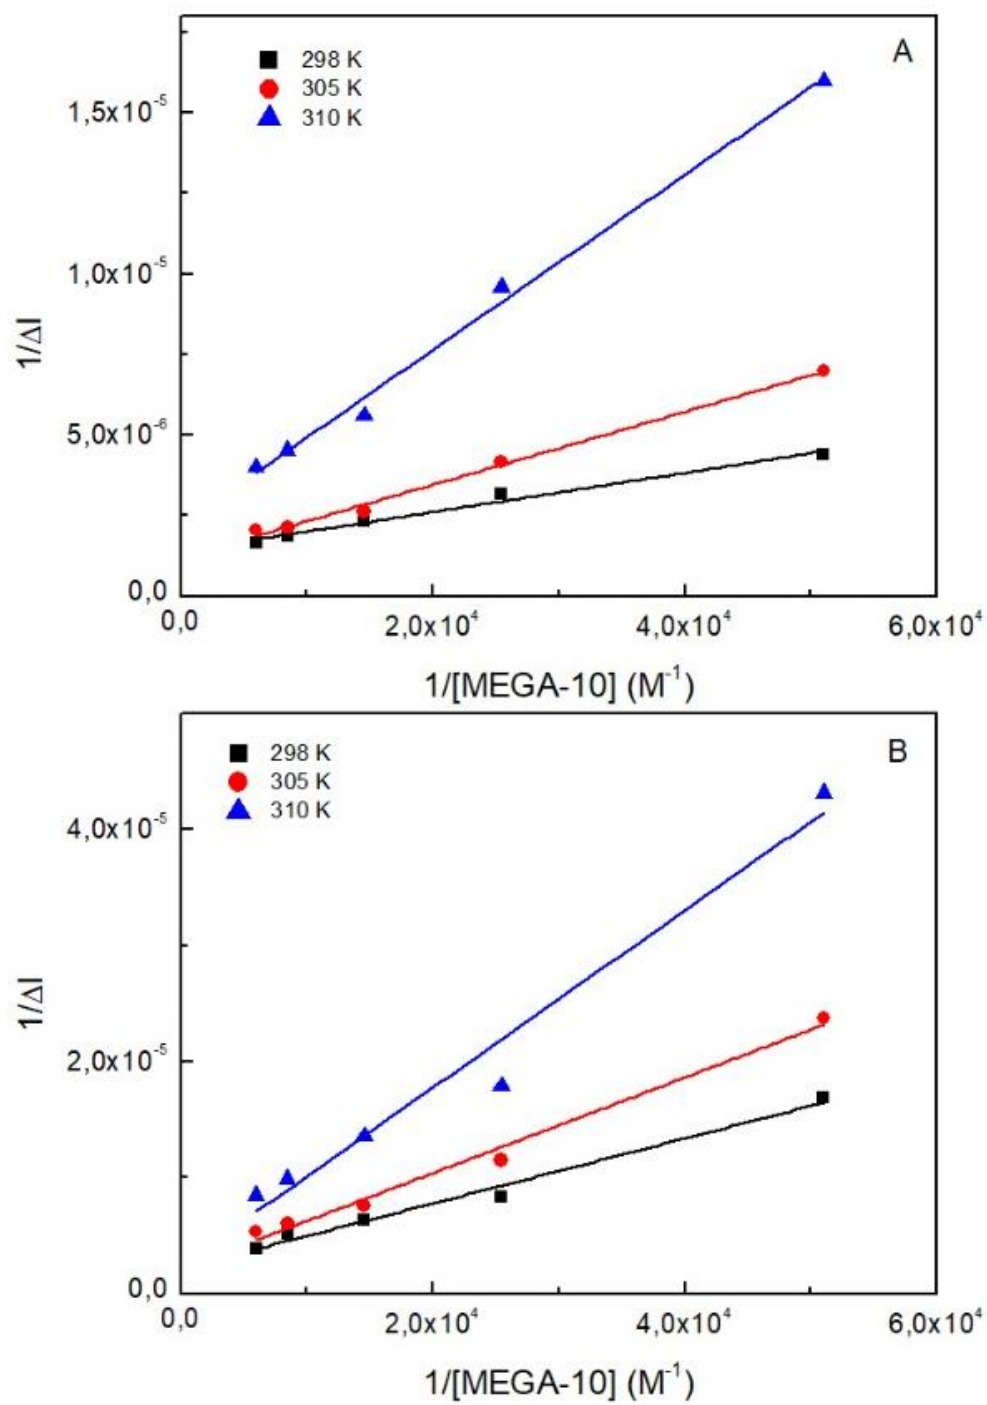 A
298 K
305 K
310 K
1,5x10⁻⁵
1,0x10⁻⁵
5,0x10⁻⁶
0,0
1/ΔI
0,0 2,0x10⁴ 4,0x10⁴ 6,0x10⁴
1/[MEGA-10] (M⁻¹)
B
298 K
305 K
310 K
4,0x10⁻⁵
2,0x10⁻⁵
0,0
1/ΔI
0,0 2,0x10⁴ 4,0x10⁴ 6,0x10⁴
1/[MEGA-10] (M⁻¹)